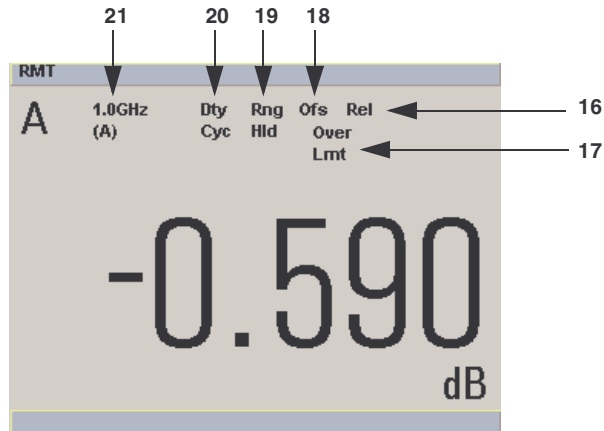 21 20 19 18
RMT
A 1.0GHz Dty Rng Ofs Rel 16
(A) Cyc Hld Over
Lmt 17
-0.590
dB